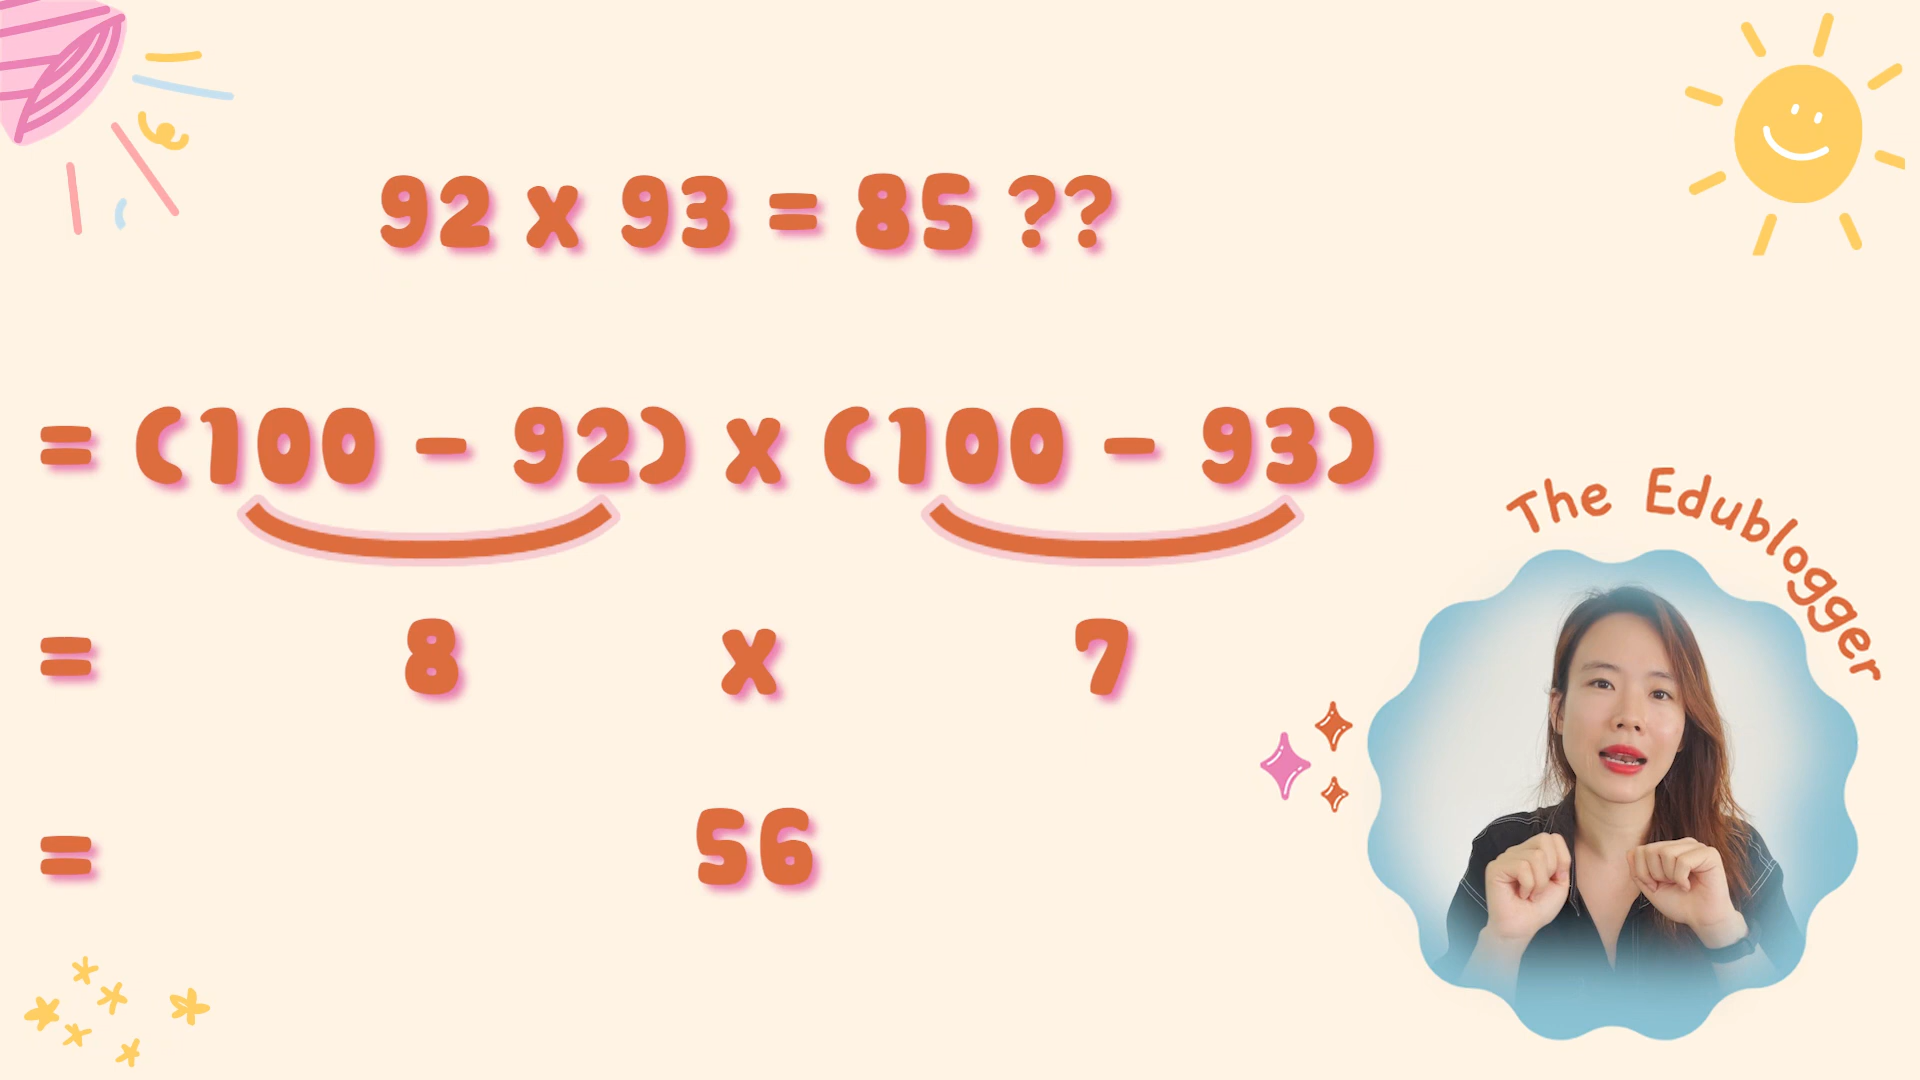 92 x 93 = 85 ??
= (100 - 92) x (100 - 93)
= 8 x 7
= 56
The Edublogger